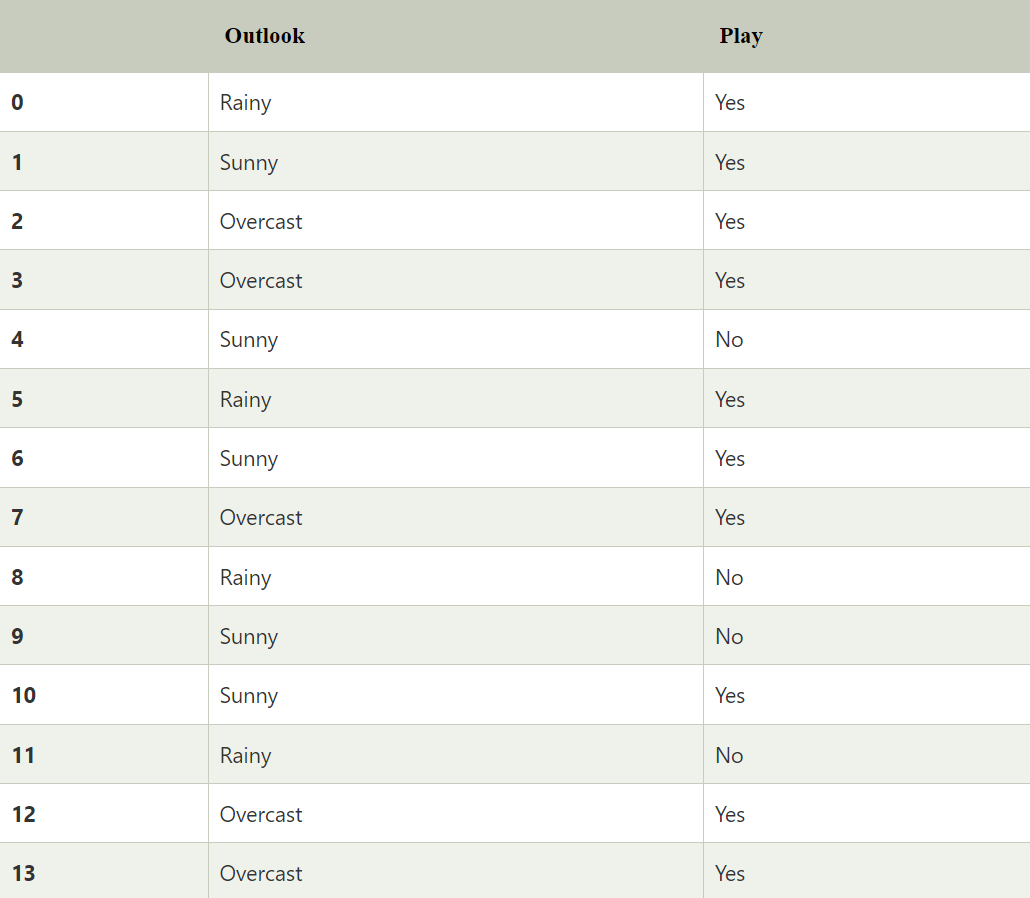 Outlook Play
0 Rainy Yes
1 Sunny Yes
2 Overcast Yes
3 Overcast Yes
4 Sunny No
5 Rainy Yes
6 Sunny Yes
7 Overcast Yes
8 Rainy No
9 Sunny No
10 Sunny Yes
11 Rainy No
12 Overcast Yes
13 Overcast Yes